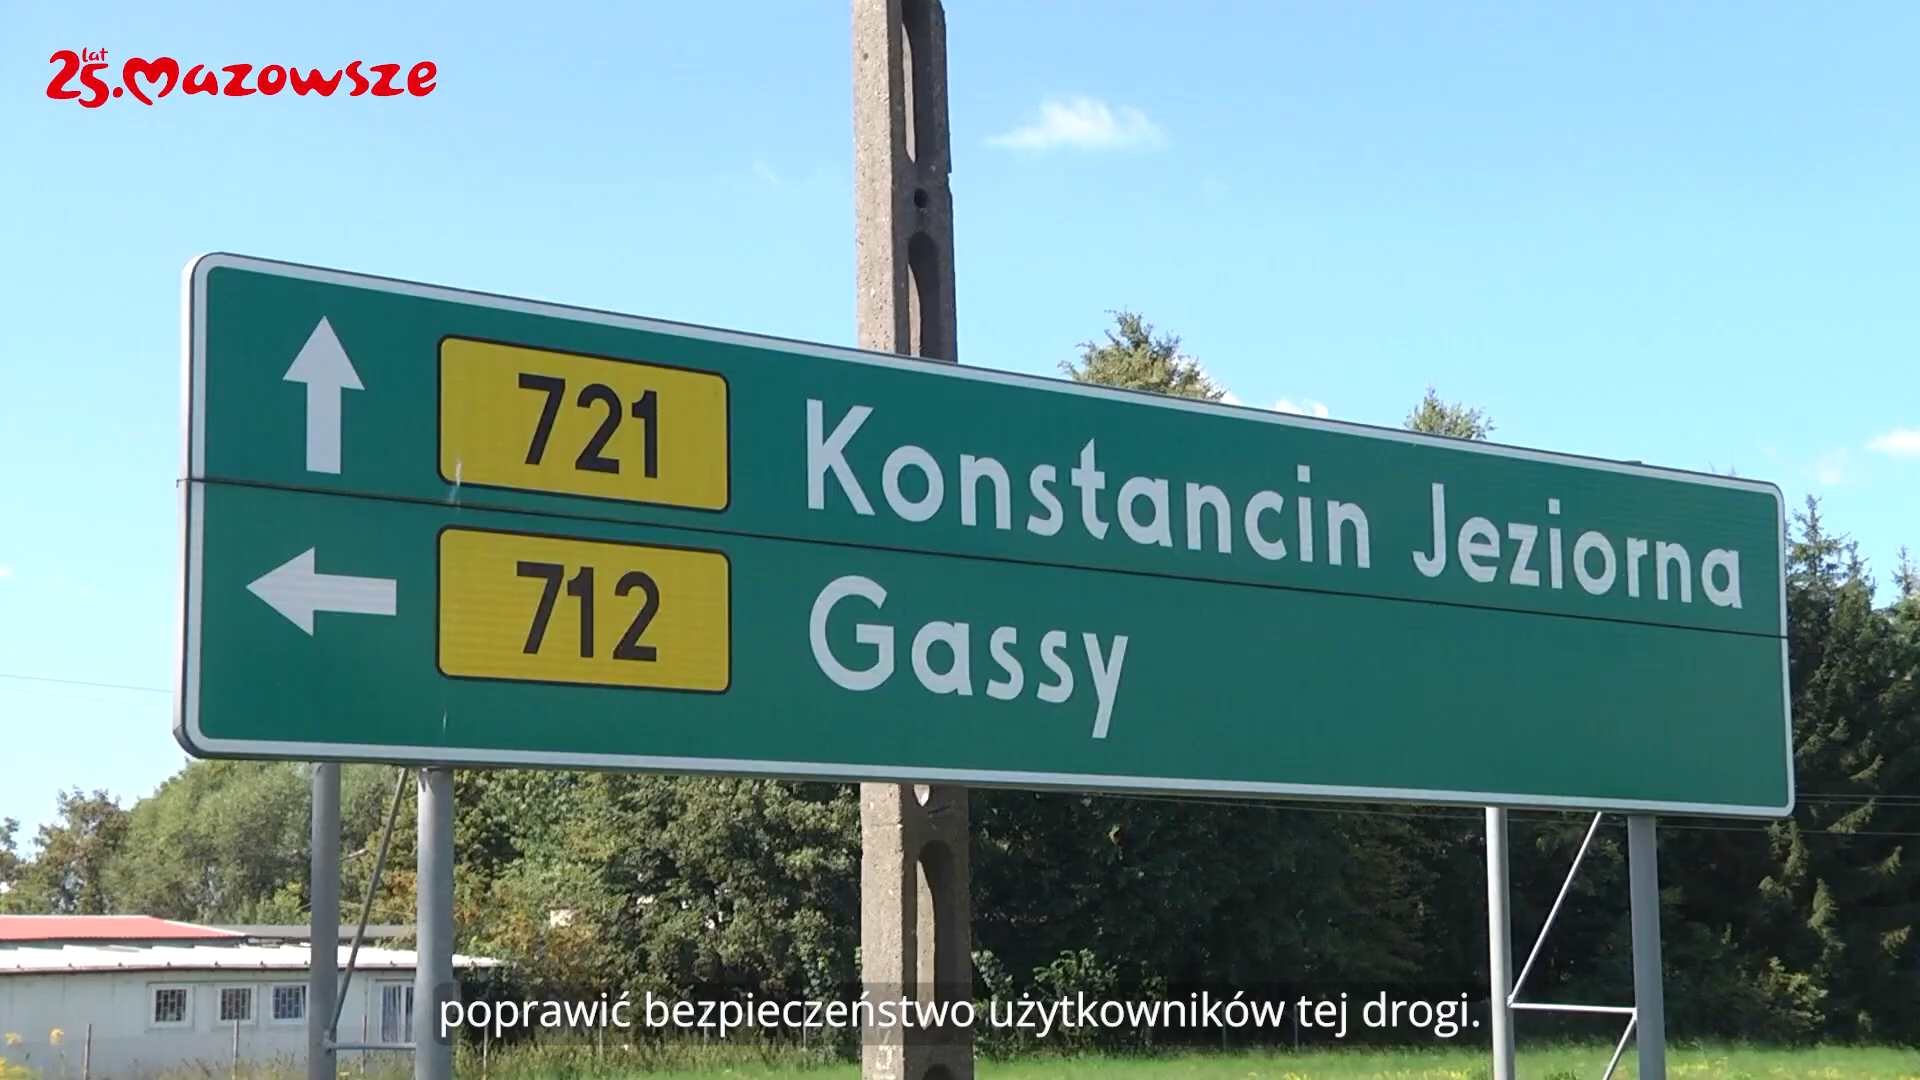 25 lat.Mazowsze
721 Konstancin Jeziorna
712 Gassy
poprawić bezpieczeństwo użytkowników tej drogi.